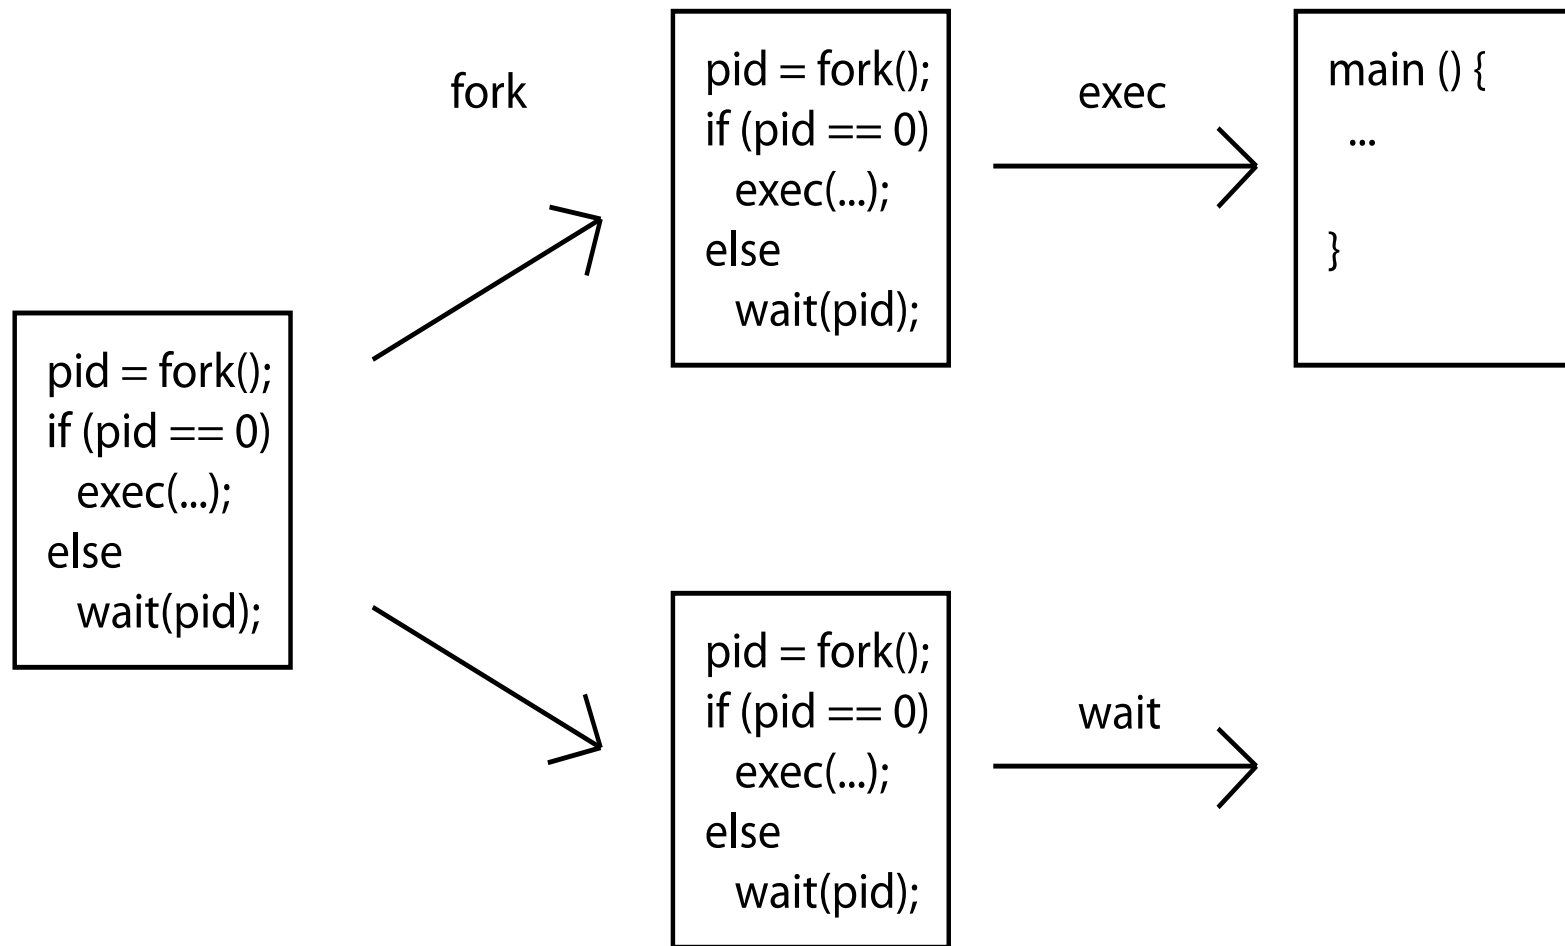 fork
pid = fork();
if (pid == 0)
exec(...);
else
wait(pid);
exec
main () {
...
}
pid = fork();
if (pid == 0)
exec(...);
else
wait(pid);
pid = fork();
if (pid == 0)
exec(...);
else
wait(pid);
wait